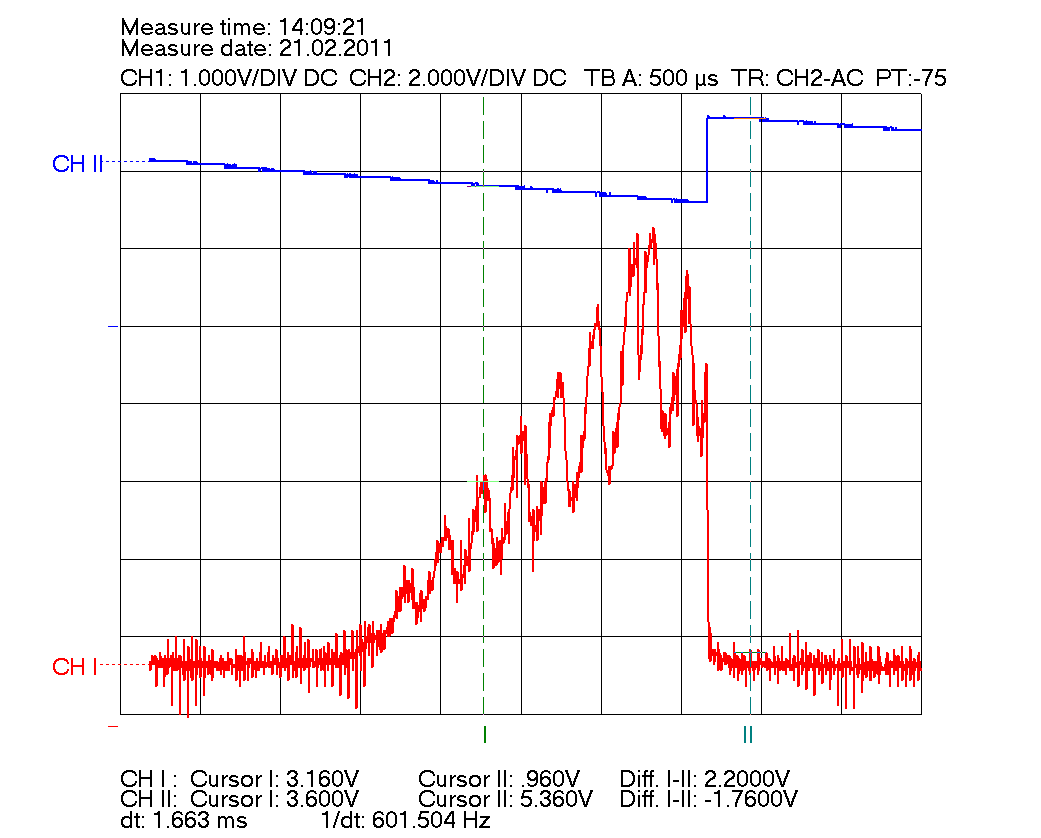 Measure time: 14:09:21
Measure date: 21.02.2011
CH1: 1.000V/DIV DC CH2: 2.000V/DIV DC TB A: 500 µs TR: CH2-AC PT:-75
CH II
CH I
I II
CH I : Cursor I: 3.160V Cursor II: .960V Diff. I-II: 2.2000V
CH II: Cursor I: 3.600V Cursor II: 5.360V Diff. I-II: -1.7600V
dt: 1.663 ms 1/dt: 601.504 Hz